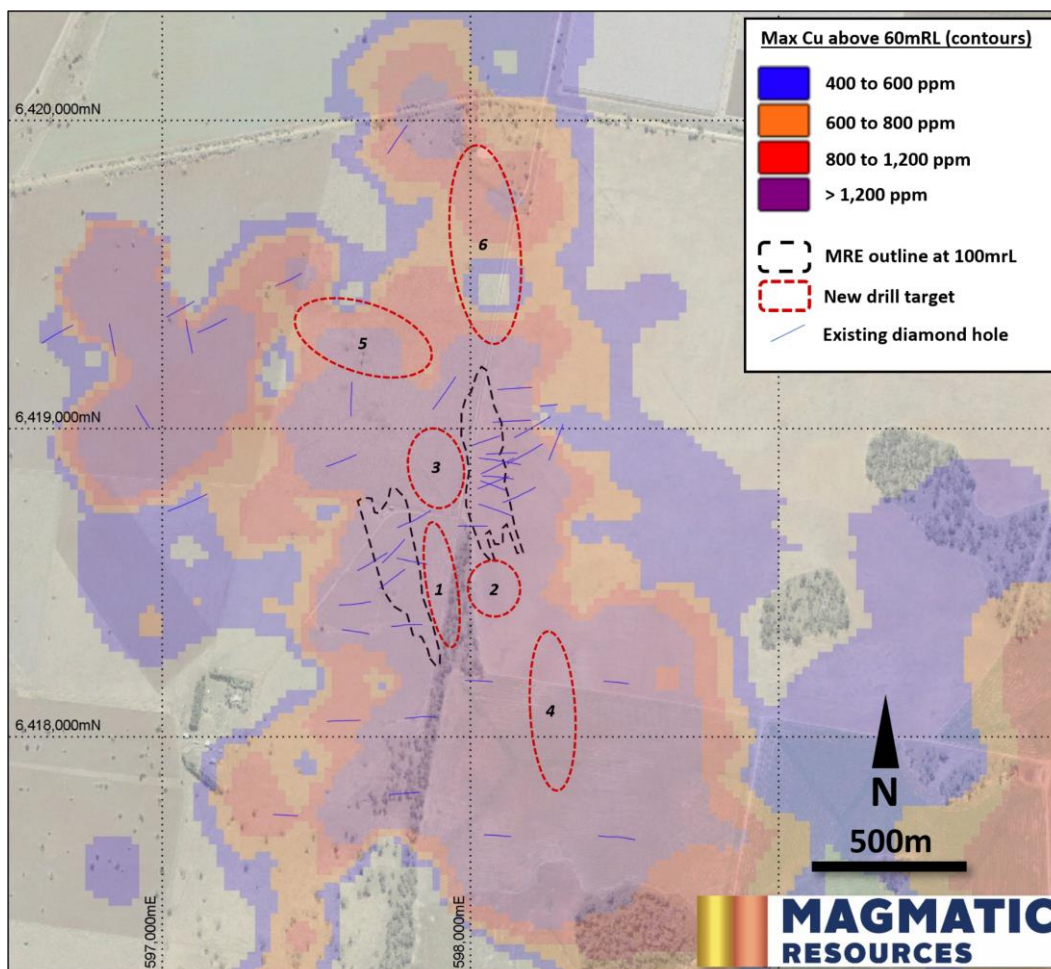 Max Cu above 60mRL (contours)
400 to 600 ppm
600 to 800 ppm
800 to 1,200 ppm
> 1,200 ppm
MRE outline at 100mrL
New drill target
Existing diamond hole
6,420,000mN
6
5
6,419,000mN
3
1
2
4
6,418,000mN
N
500m
597,000mE
598,000mE
MAGMATIC
RESOURCES